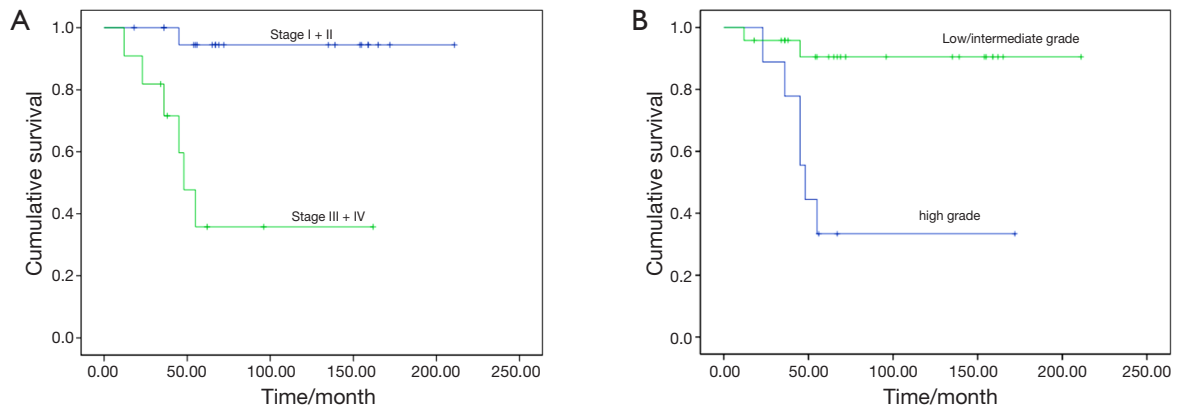 A
Cumulative survival
1.0
0.8
0.6
0.4
0.2
0.0
Stage I + II
Stage III + IV
0.00 50.00 100.00 150.00 200.00 250.00
Time/month
B
Cumulative survival
1.0
0.8
0.6
0.4
0.2
0.0
Low/intermediate grade
high grade
0.00 50.00 100.00 150.00 200.00 250.00
Time/month